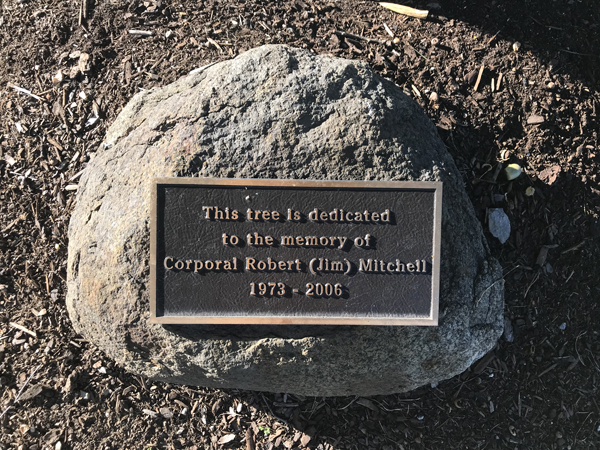 This tree is dedicated
to the memory of
Corporal Robert (Jim) Mitchell
1973 - 2006